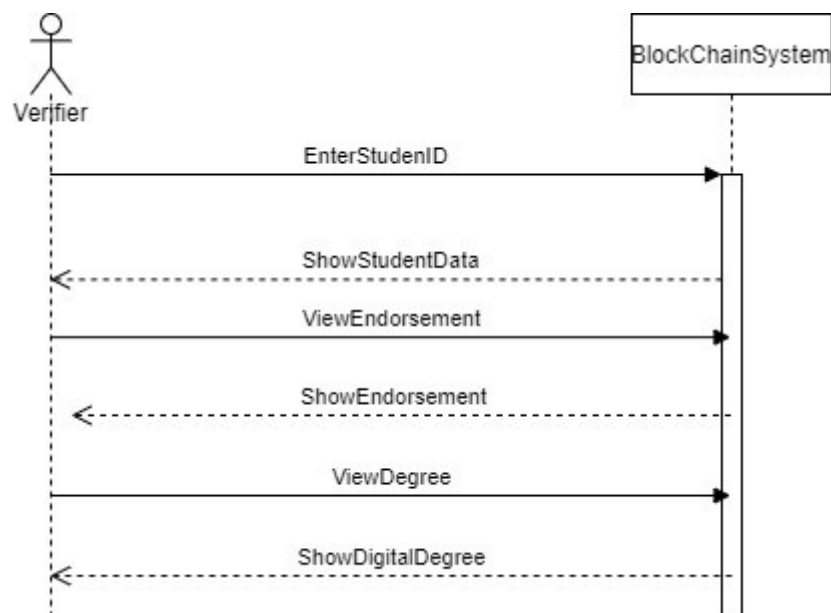 BlockChainSystem
Verifier
EnterStudenID
ShowStudentData
ViewEndorsement
ShowEndorsement
ViewDegree
ShowDigitalDegree